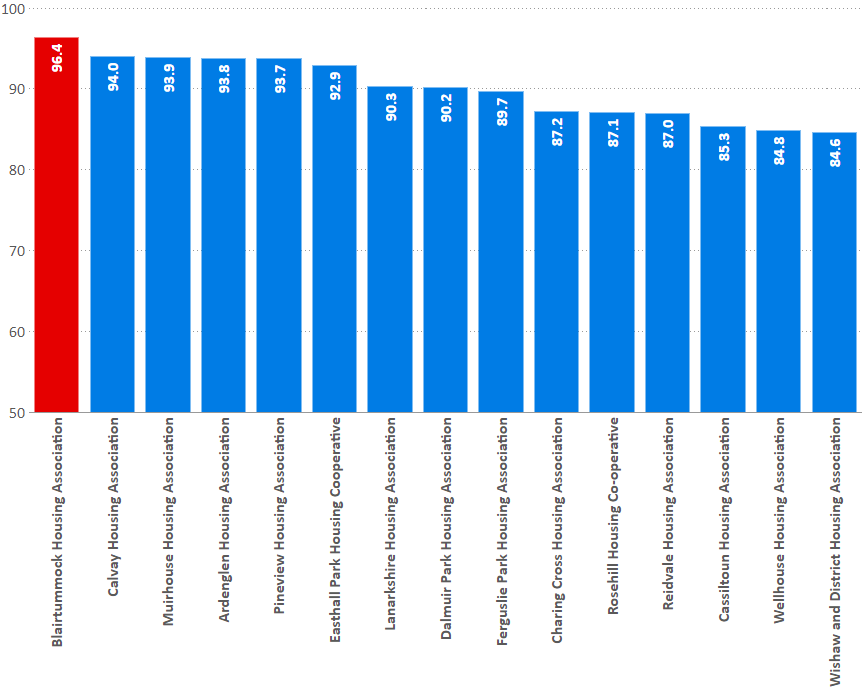 100
90
80
70
60
50
96.4
94.0
93.9
93.8
93.7
92.9
90.3
90.2
89.7
87.2
87.1
87.0
85.3
84.8
84.6
Blairtummock Housing Association
Calvay Housing Association
Muirhouse Housing Association
Ardenglen Housing Association
Pineview Housing Association
Easthall Park Housing Cooperative
Lanarkshire Housing Association
Dalmuir Park Housing Association
Ferguslie Park Housing Association
Charing Cross Housing Association
Rosehill Housing Co-operative
Reidvale Housing Association
Cassiltoun Housing Association
Wellhouse Housing Association
Wishaw and District Housing Association